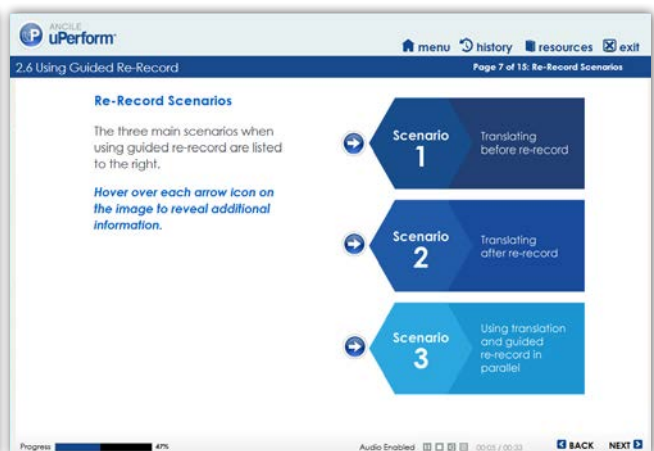 ANCILE
uPerform
menu history resources exit
2.6 Using Guided Re-Record
Page 7 of 15: Re-Record Scenarios
Re-Record Scenarios
The three main scenarios when
using guided re-record are listed
to the right.
Hover over each arrow icon on
the image to reveal additional
information.
Scenario
1
Translating
before re-record
Scenario
2
Translating
after re-record
Scenario
3
Using translation
and guided
re-record in
parallel
Progress 47% Audio Enabled 00:05 / 00:33 BACK NEXT